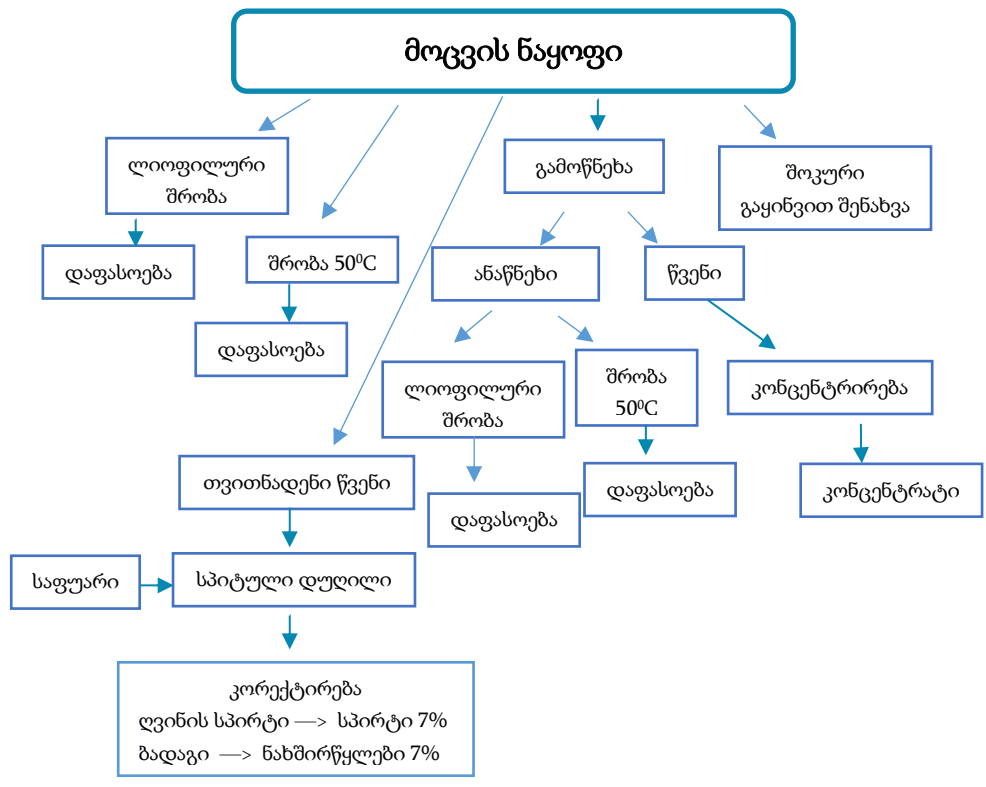 მოცვის ნაყოფი
ლიოფილური
შრობა
გამოწნეხა
შოკური
გაყინვით შენახვა
დაფასოება
შრობა 50⁰C
ანაწნეხი
წვენი
დაფასოება
ლიოფილური
შრობა
შრობა
50⁰C
კონცენტრირება
თვითნადენი წვენი
დაფასოება
დაფასოება
კონცენტრატი
საფუარი
სპიტული დუღილი
კორექტირება
ღვინის სპირტი —> სპირტი 7%
ბადაგი —> ნახშირწყლები 7%